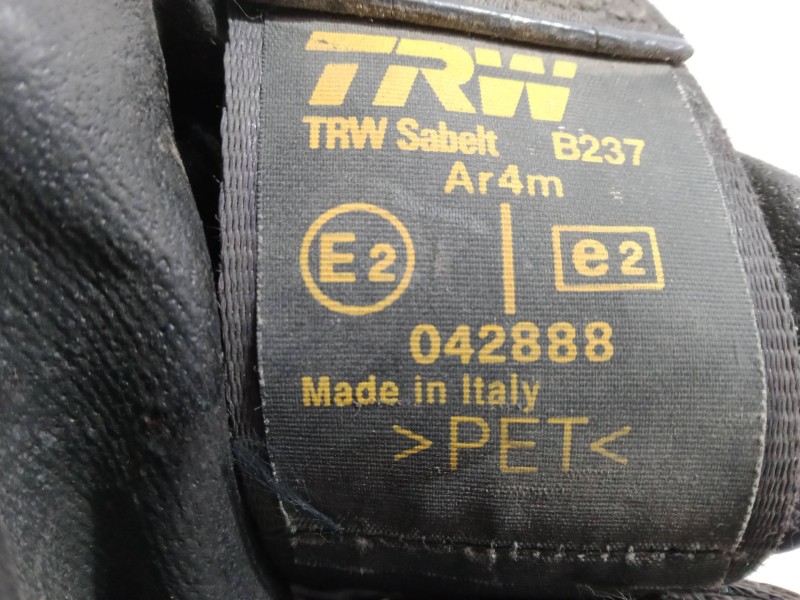 TRW
TRW Sabelt B237
Ar4m
E2 e2
042888
Made in Italy
>PET<